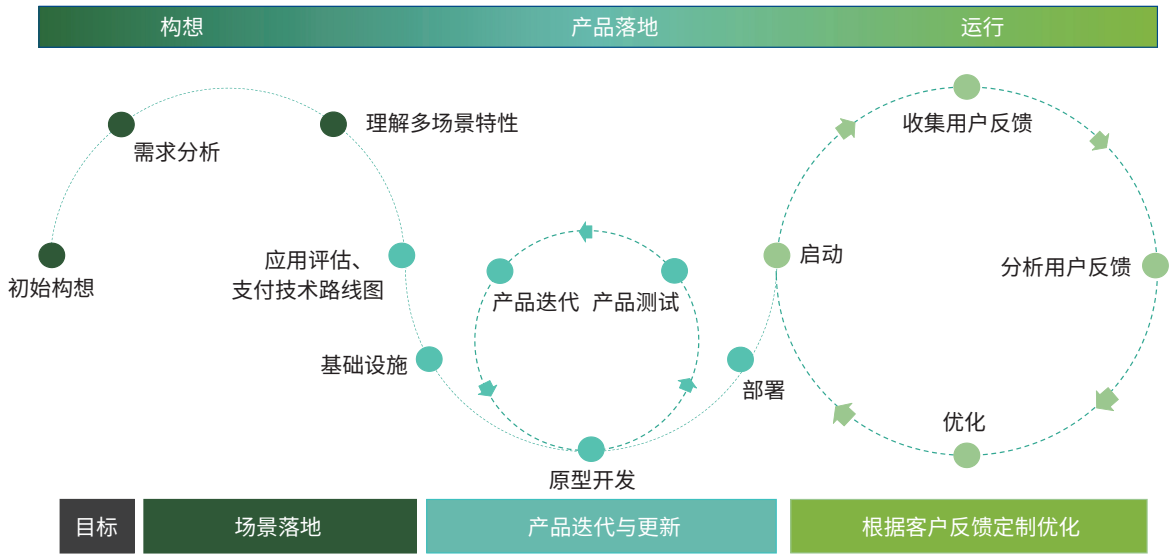 构想
产品落地
运行
理解多场景特性
需求分析
收集用户反馈
初始构想
应用评估、
支付技术路线图
启动
分析用户反馈
产品迭代
产品测试
基础设施
部署
优化
原型开发
目标
场景落地
产品迭代与更新
根据客户反馈定制优化